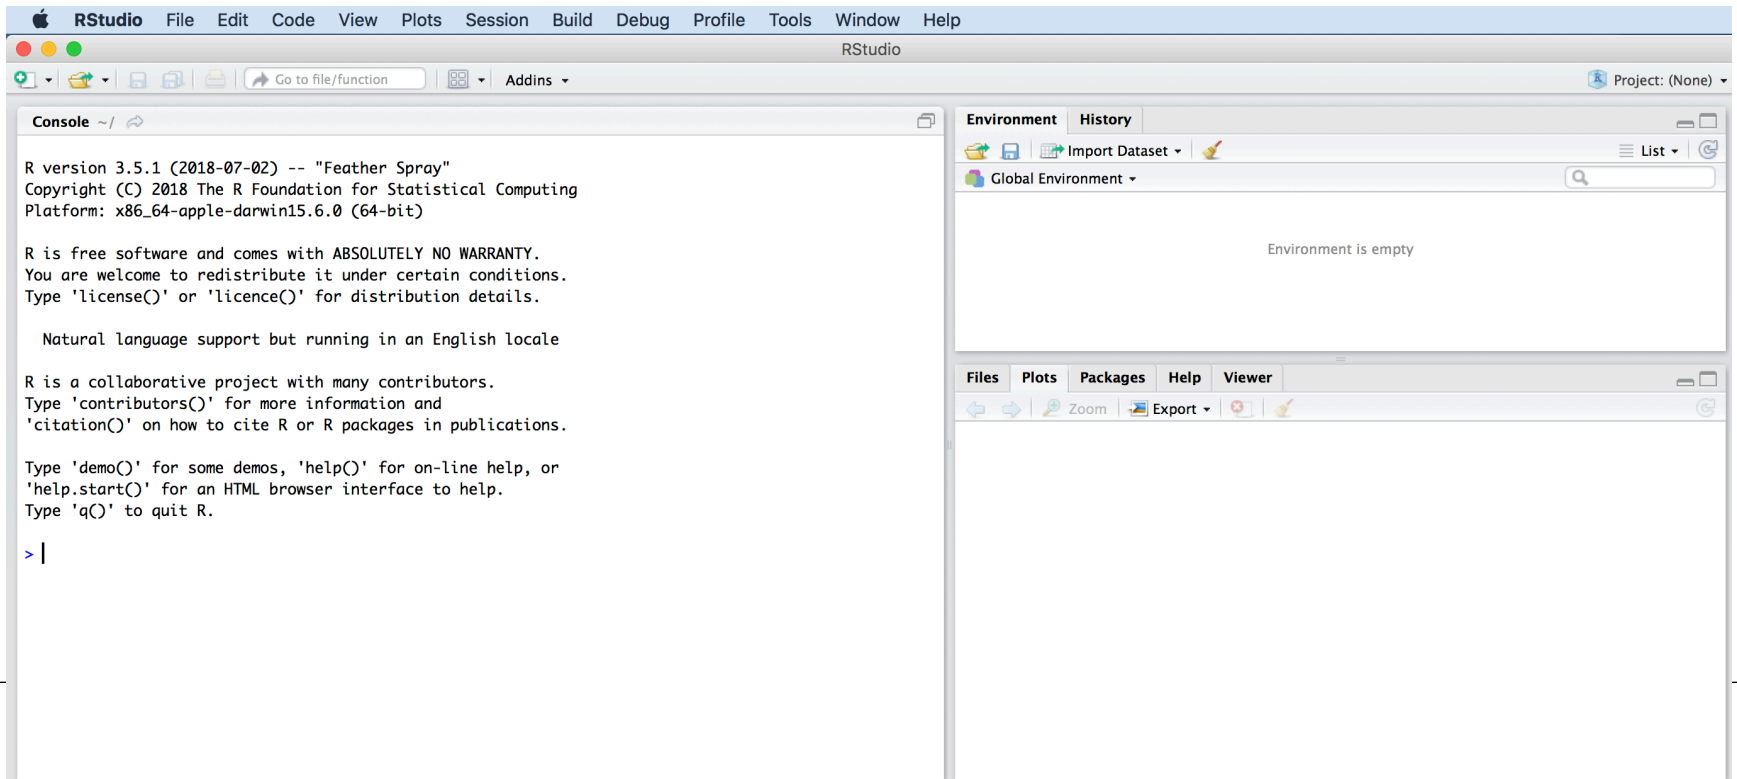 RStudio File Edit Code View Plots Session Build Debug Profile Tools Window Help
RStudio
Go to file/function Addins Project: (None)
Console ~/
R version 3.5.1 (2018-07-02) -- "Feather Spray"
Copyright (C) 2018 The R Foundation for Statistical Computing
Platform: x86_64-apple-darwin15.6.0 (64-bit)
R is free software and comes with ABSOLUTELY NO WARRANTY.
You are welcome to redistribute it under certain conditions.
Type 'license()' or 'licence()' for distribution details.
Natural language support but running in an English locale
R is a collaborative project with many contributors.
Type 'contributors()' for more information and
'citation()' on how to cite R or R packages in publications.
Type 'demo()' for some demos, 'help()' for on-line help, or
'help.start()' for an HTML browser interface to help.
Type 'q()' to quit R.
>
Environment History
Import Dataset List
Global Environment
Environment is empty
Files Plots Packages Help Viewer
Zoom Export